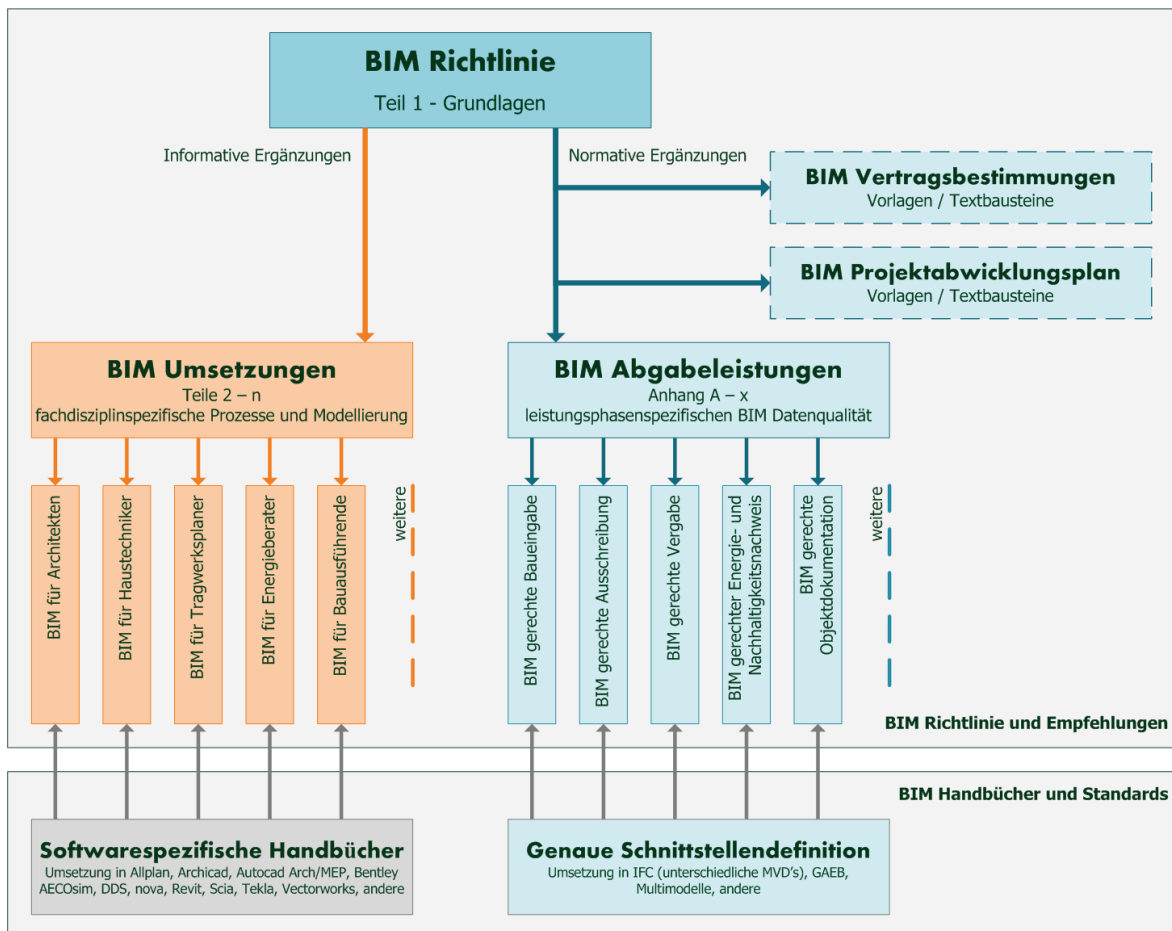 BIM Richtlinie
Teil 1 - Grundlagen
Informative Ergänzungen
Normative Ergänzungen
BIM Vertragsbestimmungen
Vorlagen / Textbausteine
BIM Projektabwicklungsplan
Vorlagen / Textbausteine
BIM Umsetzungen
Teile 2 – n
fachdisziplinspezifische Prozesse und Modellierung
BIM Abgabeleistungen
Anhang A – x
leistungsphasenspezifischen BIM Datenqualität
BIM für Architekten
BIM für Haustechniker
BIM für Tragwerksplaner
BIM für Energieberater
BIM für Bauausführende
weitere
BIM gerechte Baueingabe
BIM gerechte Ausschreibung
BIM gerechte Vergabe
BIM gerechter Energie- und
Nachhaltigkeitsnachweis
BIM gerechte
Objektdokumentation
weitere
BIM Richtlinie und Empfehlungen
BIM Handbücher und Standards
Softwarespezifische Handbücher
Umsetzung in Allplan, Archicad, Autocad Arch/MEP, Bentley
AECOsim, DDS, nova, Revit, Scia, Tekla, Vectorworks, andere
Genaue Schnittstellendefinition
Umsetzung in IFC (unterschiedliche MVD's), GAEB,
Multimodelle, andere